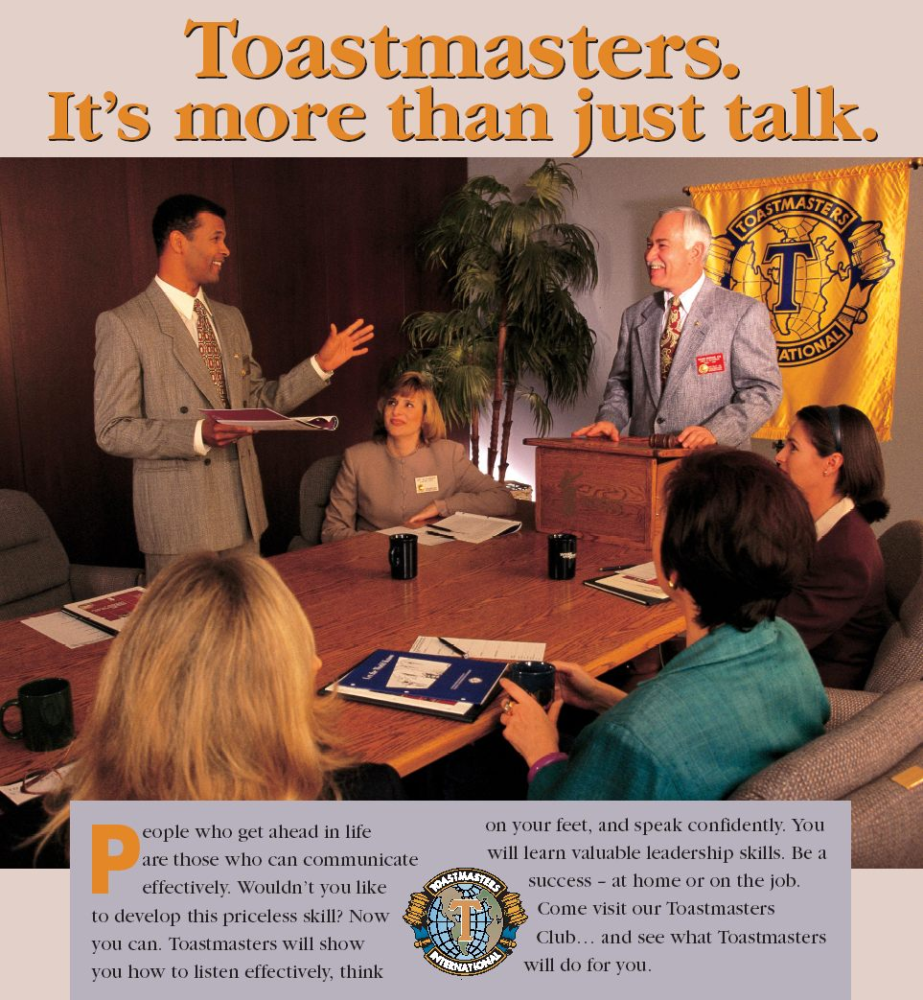 Toastmasters.
It's more than just talk.
TOASTMASTERS
T
INTERNATIONAL
People who get ahead in life
are those who can communicate
effectively. Wouldn't you like
to develop this priceless skill? Now
you can. Toastmasters will show
you how to listen effectively, think
on your feet, and speak confidently. You
will learn valuable leadership skills. Be a
success – at home or on the job.
Come visit our Toastmasters
Club… and see what Toastmasters
will do for you.
TOASTMASTERS
T
INTERNATIONAL